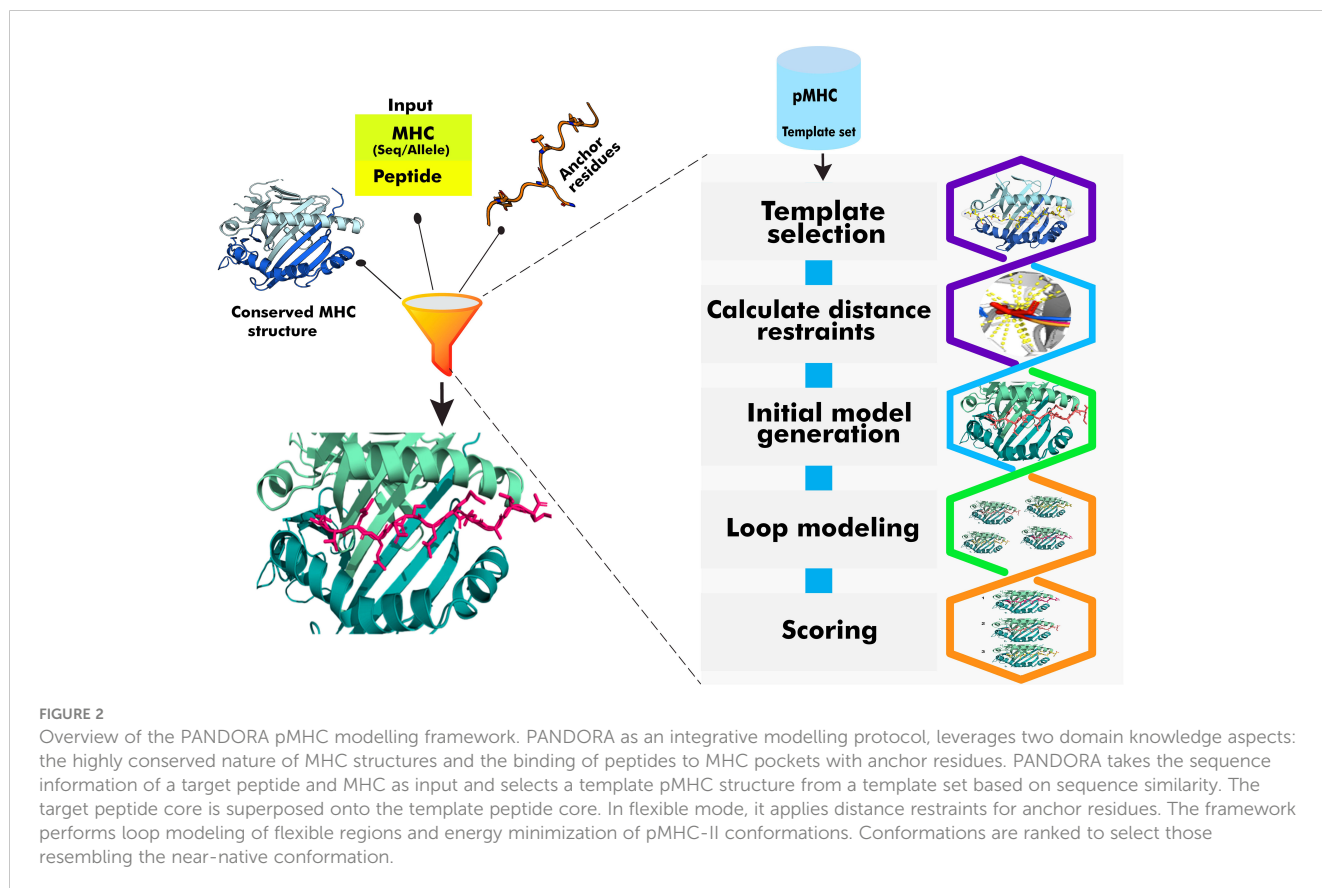 Input
MHC
(Seq/Allele)
Peptide
Anchor
residues
Conserved MHC
structure
pMHC
Template set
Template
selection
Calculate distance
restraints
Initial model
generation
Loop modeling
Scoring
FIGURE 2
Overview of the PANDORA pMHC modelling framework. PANDORA as an integrative modelling protocol, leverages two domain knowledge aspects:
the highly conserved nature of MHC structures and the binding of peptides to MHC pockets with anchor residues. PANDORA takes the sequence
information of a target peptide and MHC as input and selects a template pMHC structure from a template set based on sequence similarity. The
target peptide core is superposed onto the template peptide core. In flexible mode, it applies distance restraints for anchor residues. The framework
performs loop modeling of flexible regions and energy minimization of pMHC-II conformations. Conformations are ranked to select those
resembling the near-native conformation.